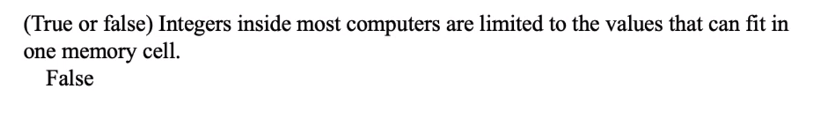 (True or false) Integers inside most computers are limited to the values that can fit in
one memory cell.
False